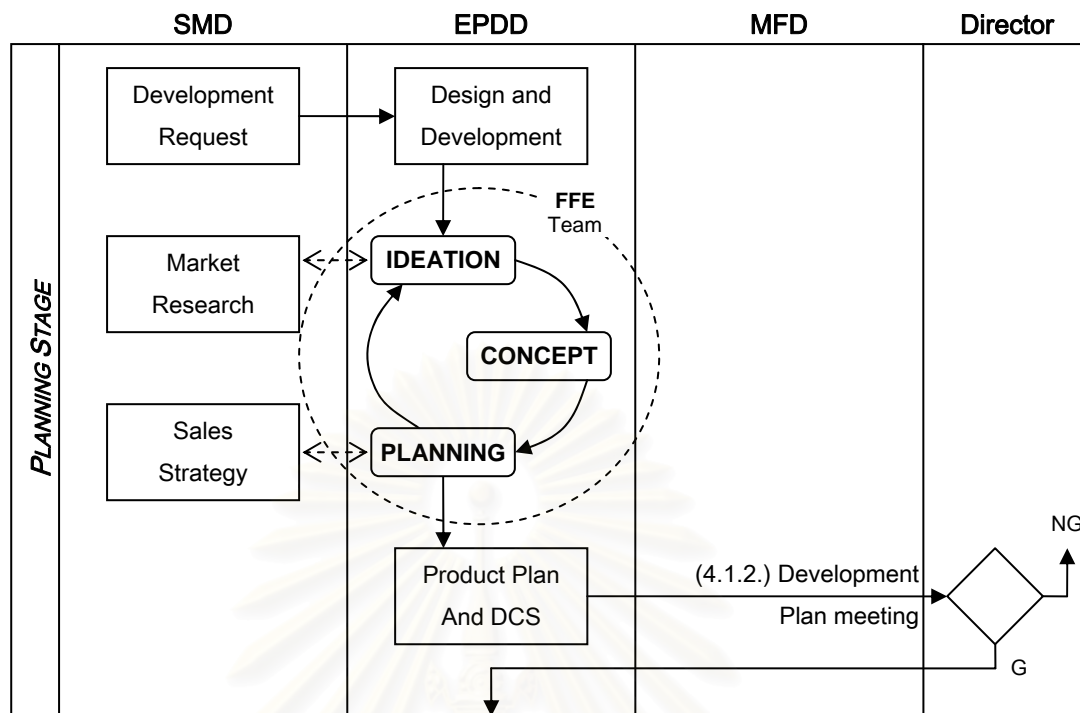 SMD
EPDD
MFD
Director
PLANNING STAGE
Development
Request
Design and
Development
FFE
Team
Market
Research
IDEATION
CONCEPT
Sales
Strategy
PLANNING
Product Plan
And DCS
(4.1.2.) Development
Plan meeting
NG
G